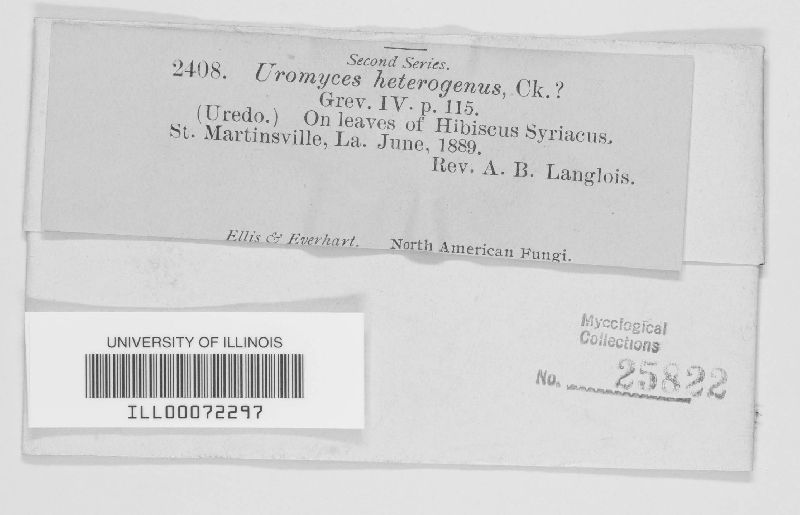 Second Series.
2408. Uromyces heterogenus, Ck.?
Grev. IV. p. 115.
(Uredo.) On leaves of Hibiscus Syriacus.
St. Martinsville, La. June, 1889.
Rev. A. B. Langlois.
Ellis & Everhart. North American Fungi.
UNIVERSITY OF ILLINOIS
ILL00072297
Mycological
Collections
No. 25822